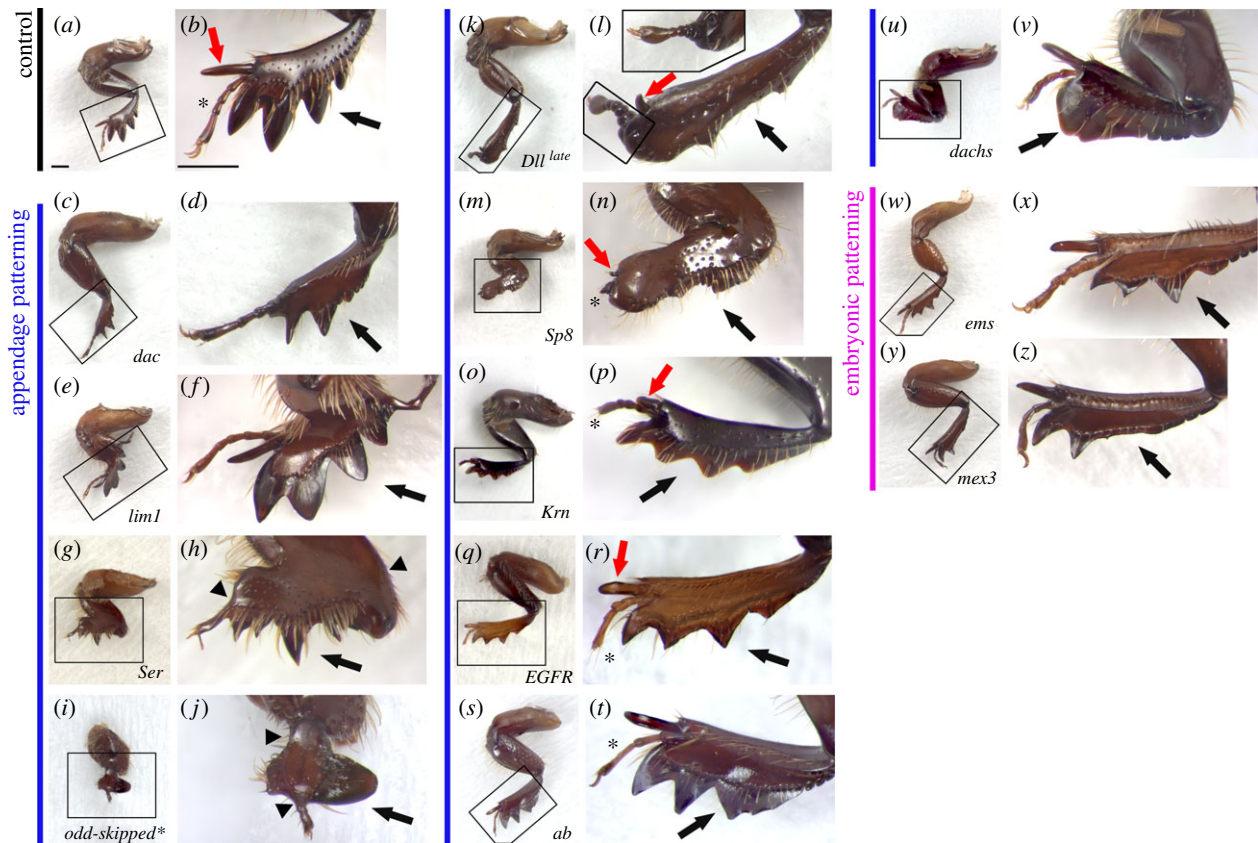 control
(a)
(b)
*
appendage patterning
(c)
dac
(d)
(e)
lim1
(f)
(g)
Ser
(h)
(i)
odd-skipped*
(j)
(k)
Dll late
(l)
(m)
Sp8
(n)
*
(o)
Krn
(p)
*
(q)
EGFR
(r)
*
(s)
ab
(t)
*
(u)
dachs
(v)
embryonic patterning
(w)
ems
(x)
(y)
mex3
(z)